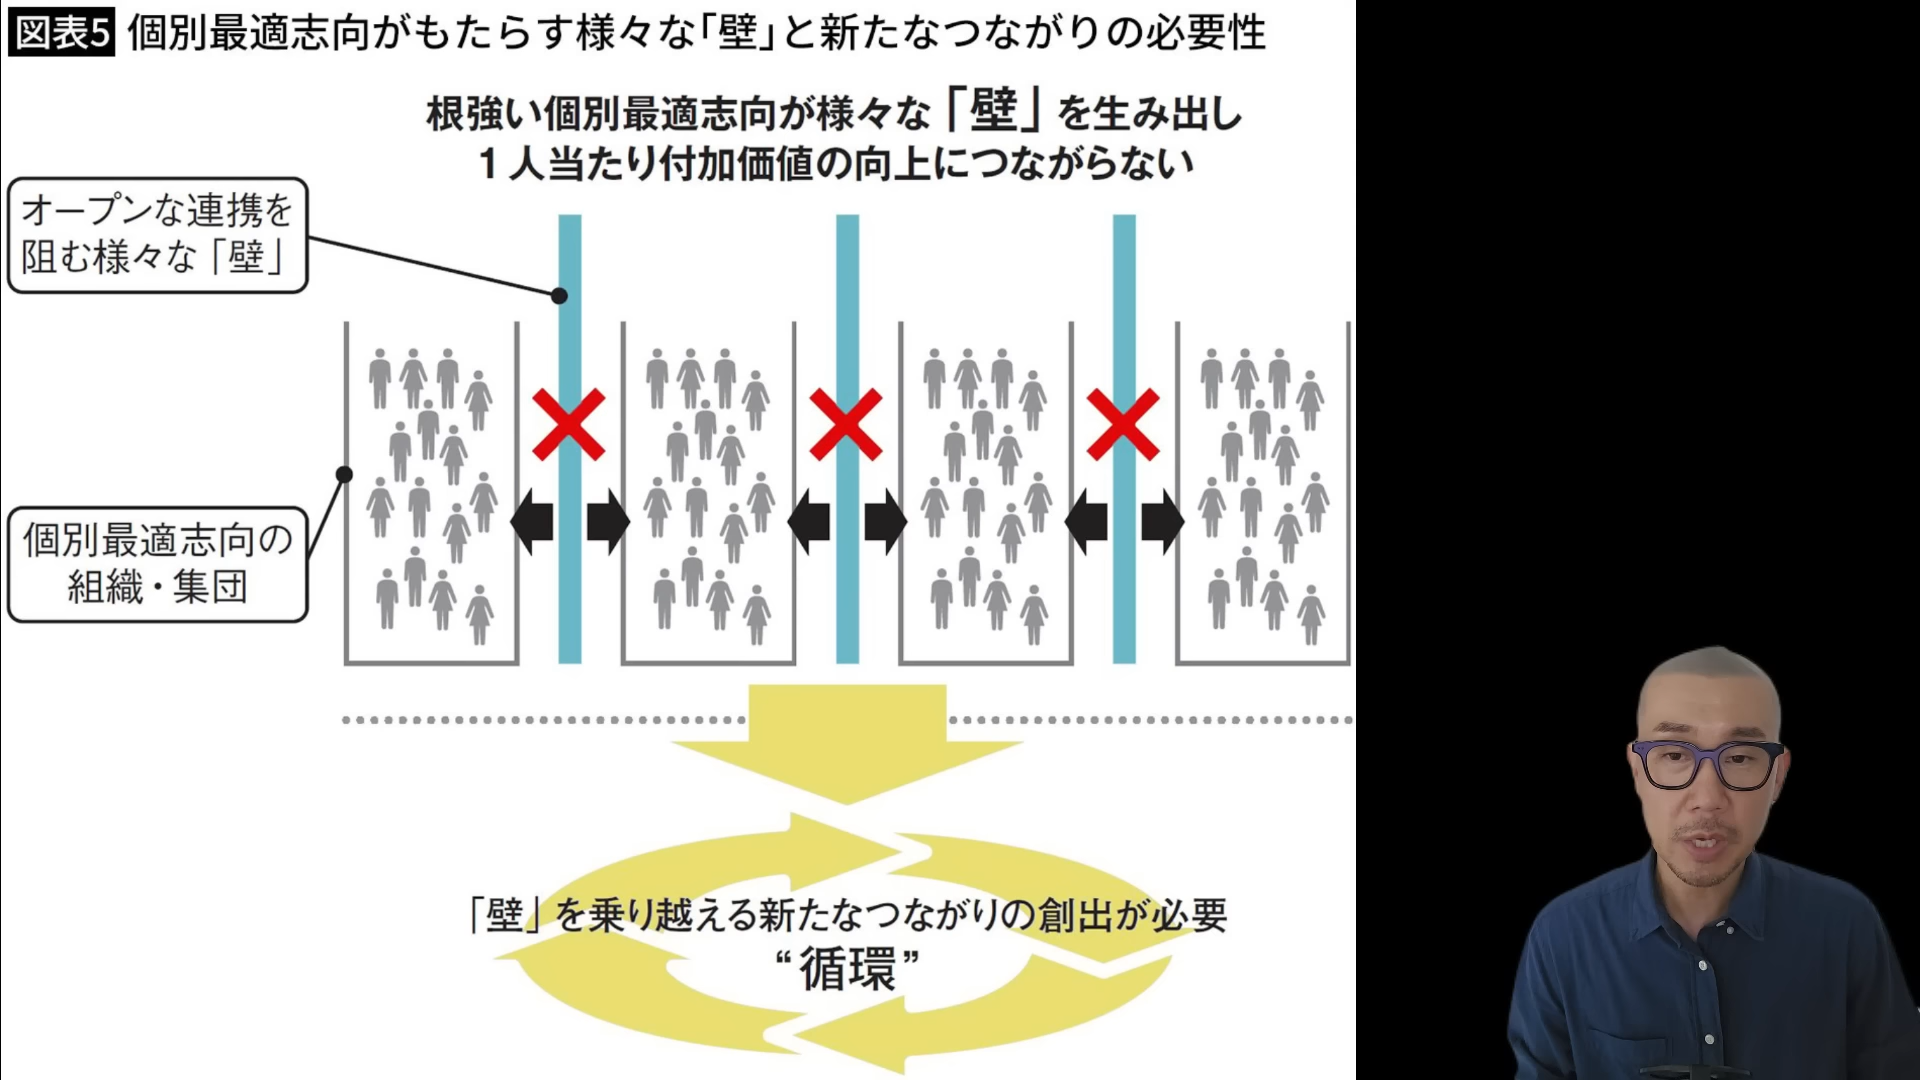 図表5 個別最適志向がもたらす様々な「壁」と新たなつながりの必要性
根強い個別最適志向が様々な「壁」を生み出し
1人当たり付加価値の向上につながらない
オープンな連携を
阻む様々な「壁」
個別最適志向の
組織・集団
「壁」を乗り越える新たなつながりの創出が必要
“循環”